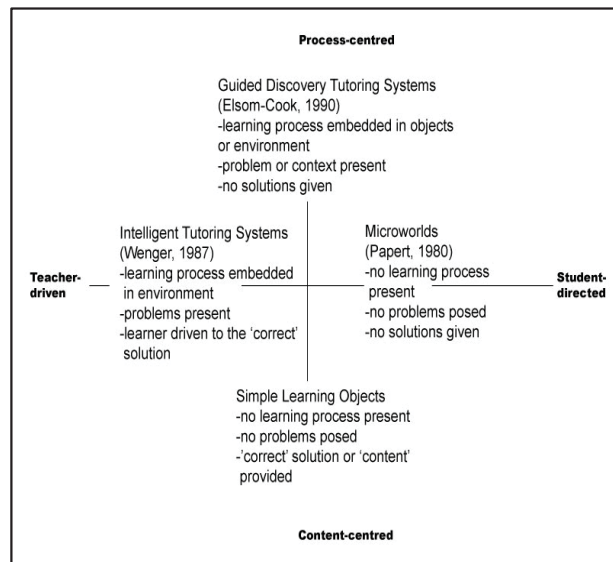 Process-centred
Guided Discovery Tutoring Systems
(Elsom-Cook, 1990)
-learning process embedded in objects
or environment
-problem or context present
-no solutions given
Intelligent Tutoring Systems
(Wenger, 1987)
-learning process embedded
in environment
-problems present
-learner driven to the ‘correct’
solution
Microworlds
(Papert, 1980)
-no learning process
present
-no problems posed
-no solutions given
Teacher-
driven
Student-
directed
Simple Learning Objects
-no learning process present
-no problems posed
-’correct’ solution or ‘content’
provided
Content-centred